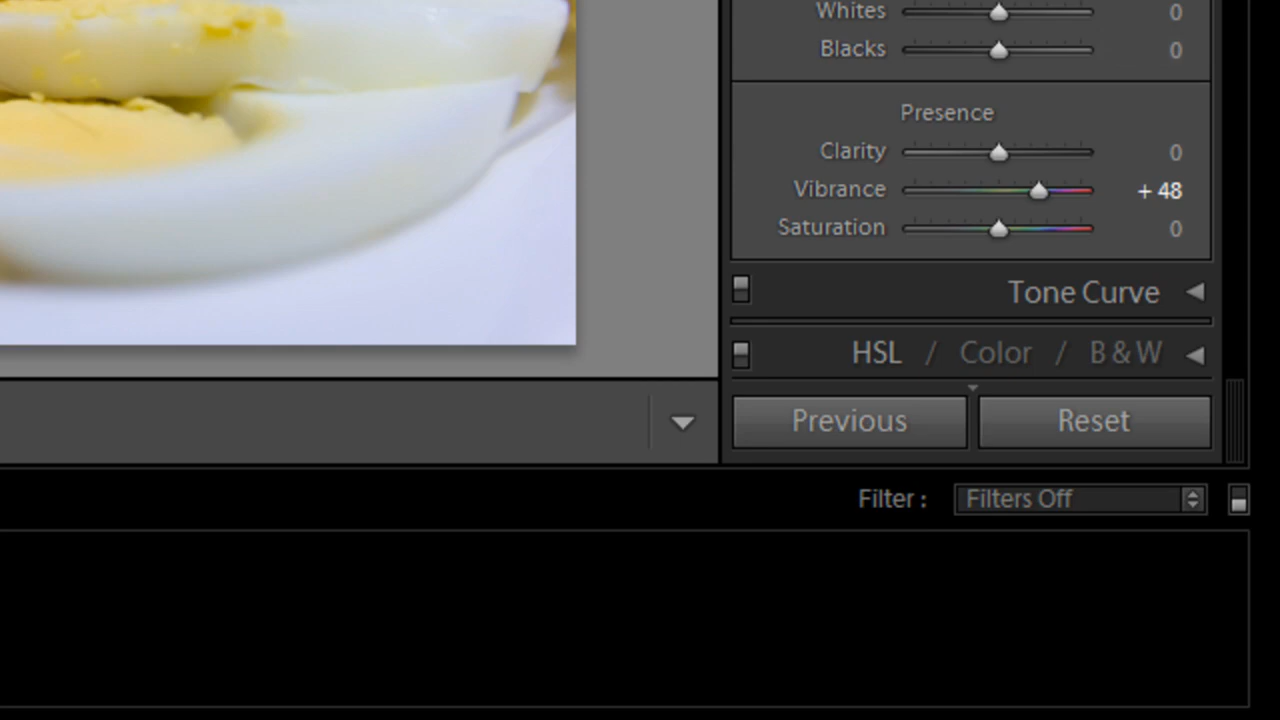 Whites 0
Blacks 0
Presence
Clarity 0
Vibrance + 48
Saturation 0
Tone Curve
HSL / Color / B & W
Previous Reset
Filter : Filters Off